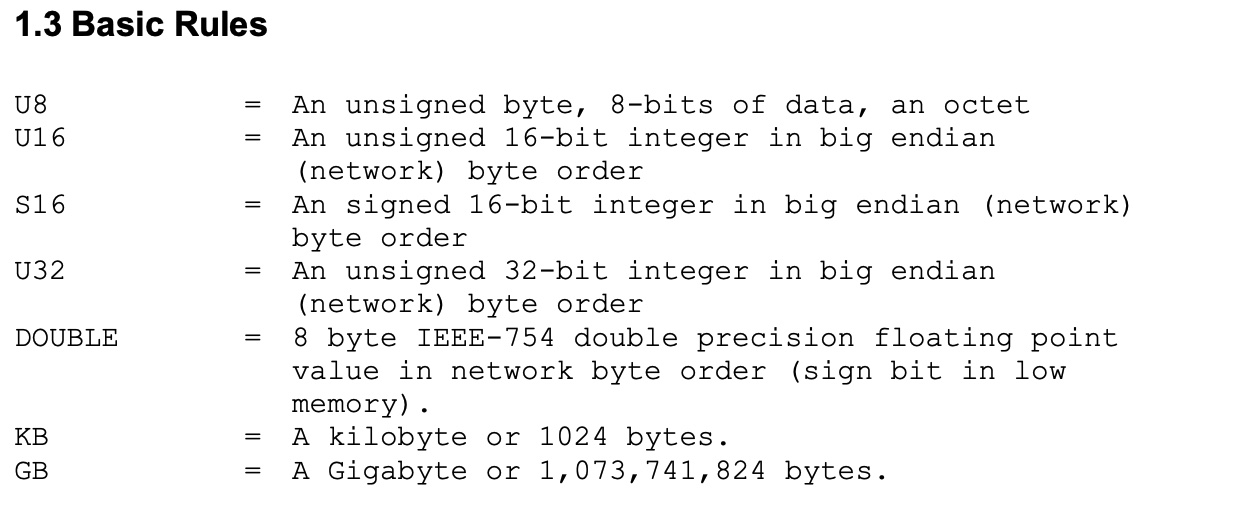 1.3 Basic Rules
U8 = An unsigned byte, 8-bits of data, an octet
U16 = An unsigned 16-bit integer in big endian
(network) byte order
S16 = An signed 16-bit integer in big endian (network)
byte order
U32 = An unsigned 32-bit integer in big endian
(network) byte order
DOUBLE = 8 byte IEEE-754 double precision floating point
value in network byte order (sign bit in low
memory).
KB = A kilobyte or 1024 bytes.
GB = A Gigabyte or 1,073,741,824 bytes.